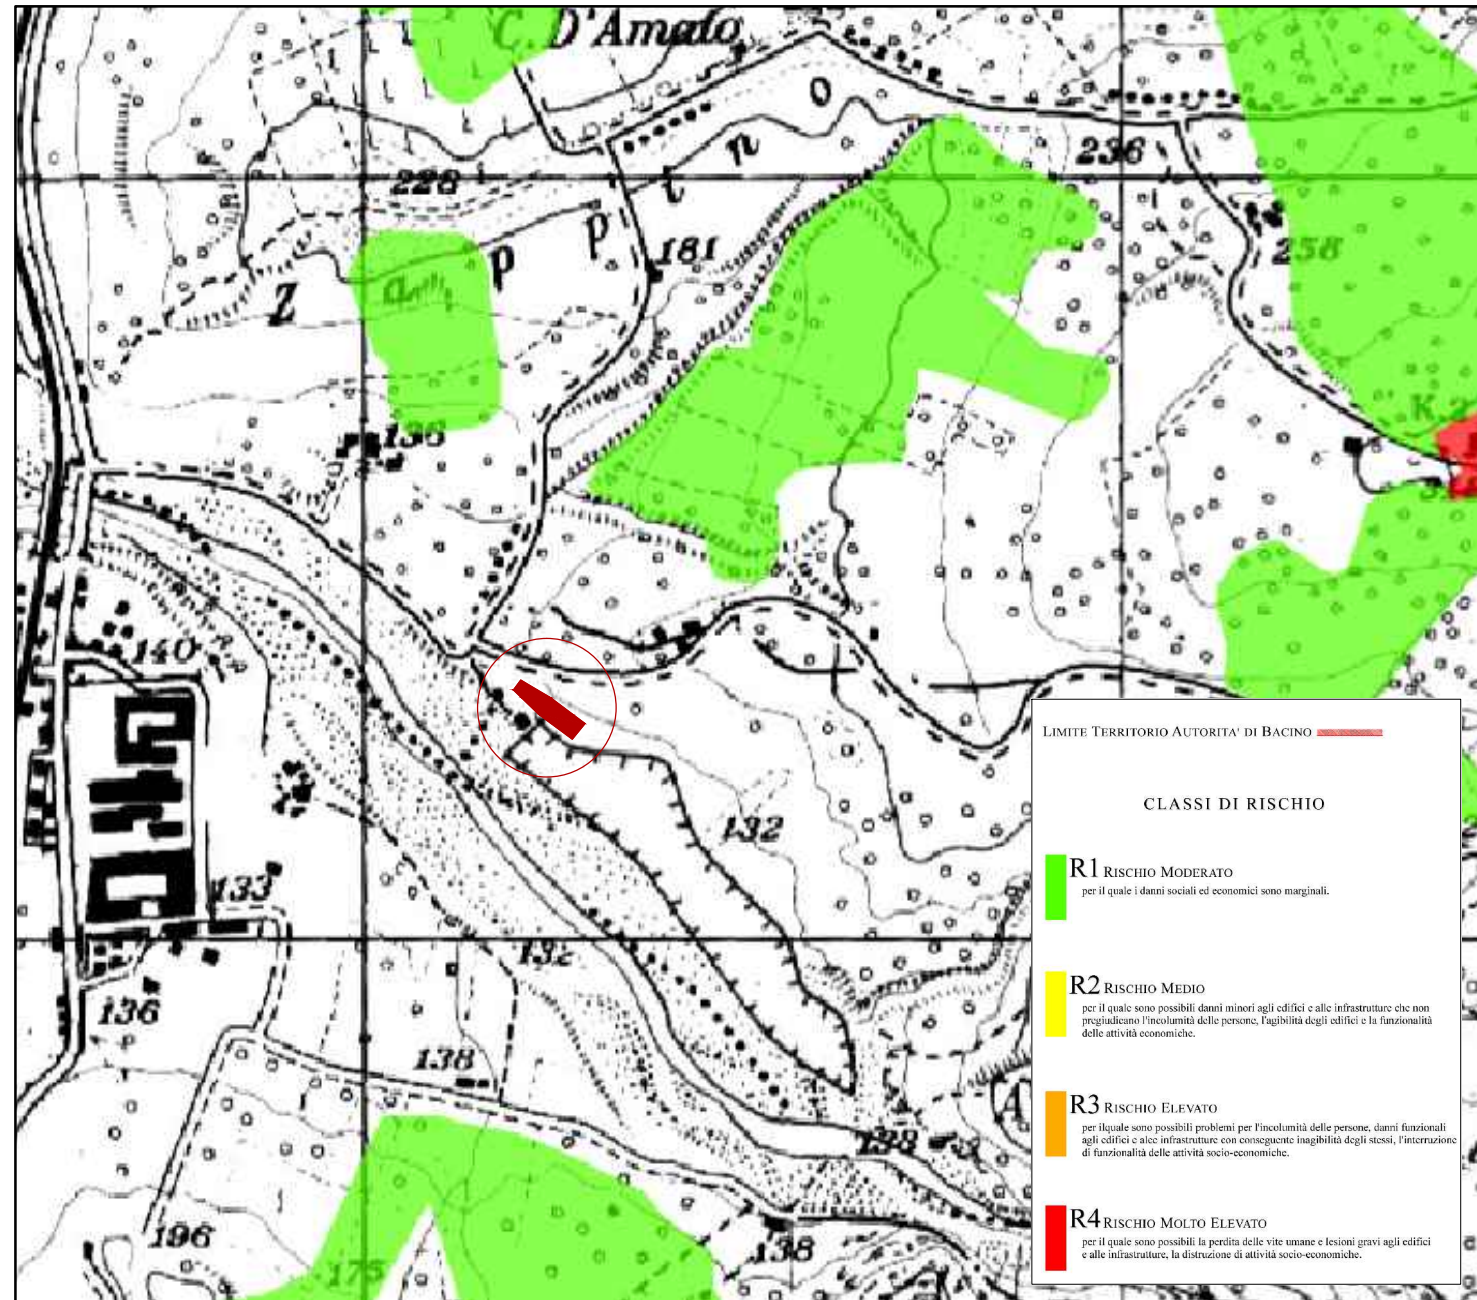 C D'Amato
o
n
i
236
228
258
p
181
p
a
Z
136
K.3
140
LIMITE TERRITORIO AUTORITA' DI BACINO
CLASSI DI RISCHIO
132
R1 RISCHIO MODERATO
per il quale i danni sociali ed economici sono marginali.
133
132
R2 RISCHIO MEDIO
per il quale sono possibili danni minori agli edifici e alle infrastrutture che non
pregiudicano l'incolumità delle persone, l'agibilità degli edifici e la funzionalità
delle attività economiche.
136
138
R3 RISCHIO ELEVATO
per ilquale sono possibili problemi per l'incolumità delle persone, danni funzionali
agli edifici e alee infrastrutture con conseguente inagibilità degli stessi, l'interruzione
di funzionalità delle attività socio-economiche.
138
R4 RISCHIO MOLTO ELEVATO
per il quale sono possibili la perdita delle vite umane e lesioni gravi agli edifici
e alle infrastrutture, la distruzione di attività socio-economiche.
196
138
175